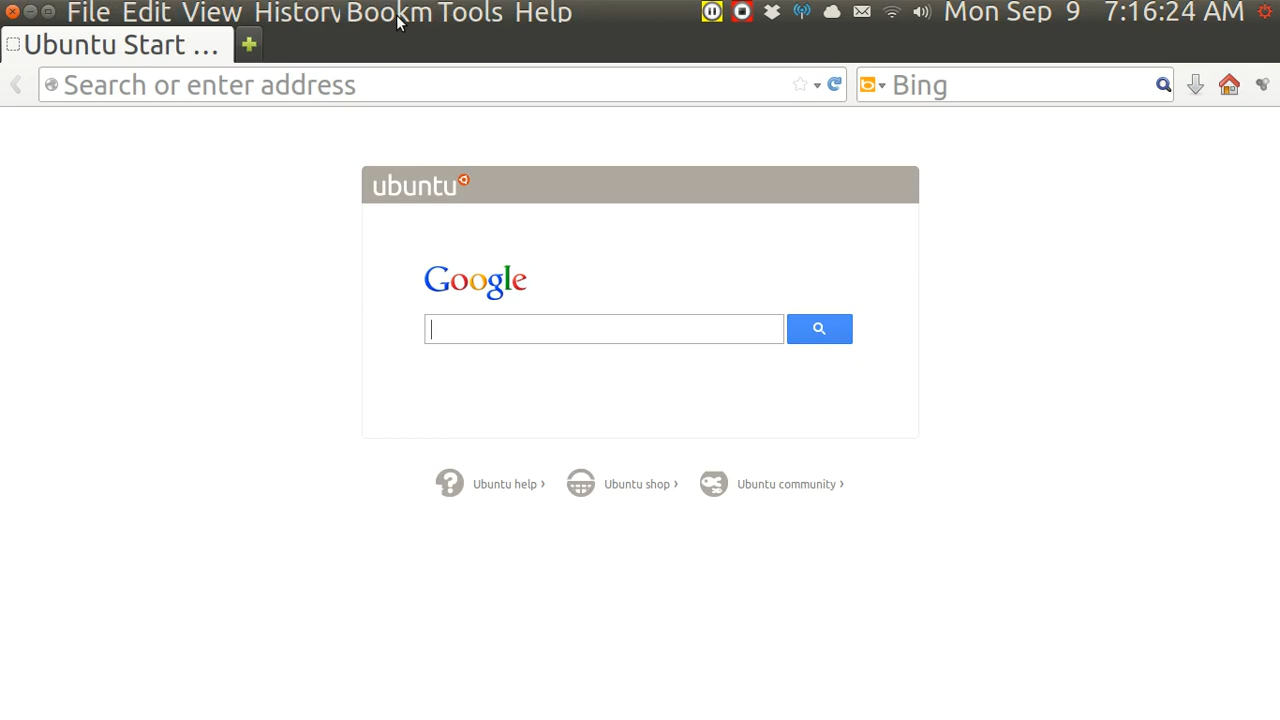 File Edit View History Bookm Tools Help Mon Sep 9 7:16:24 AM
Ubuntu Start ...
Search or enter address Bing
ubuntu
Google
Ubuntu help › Ubuntu shop › Ubuntu community ›